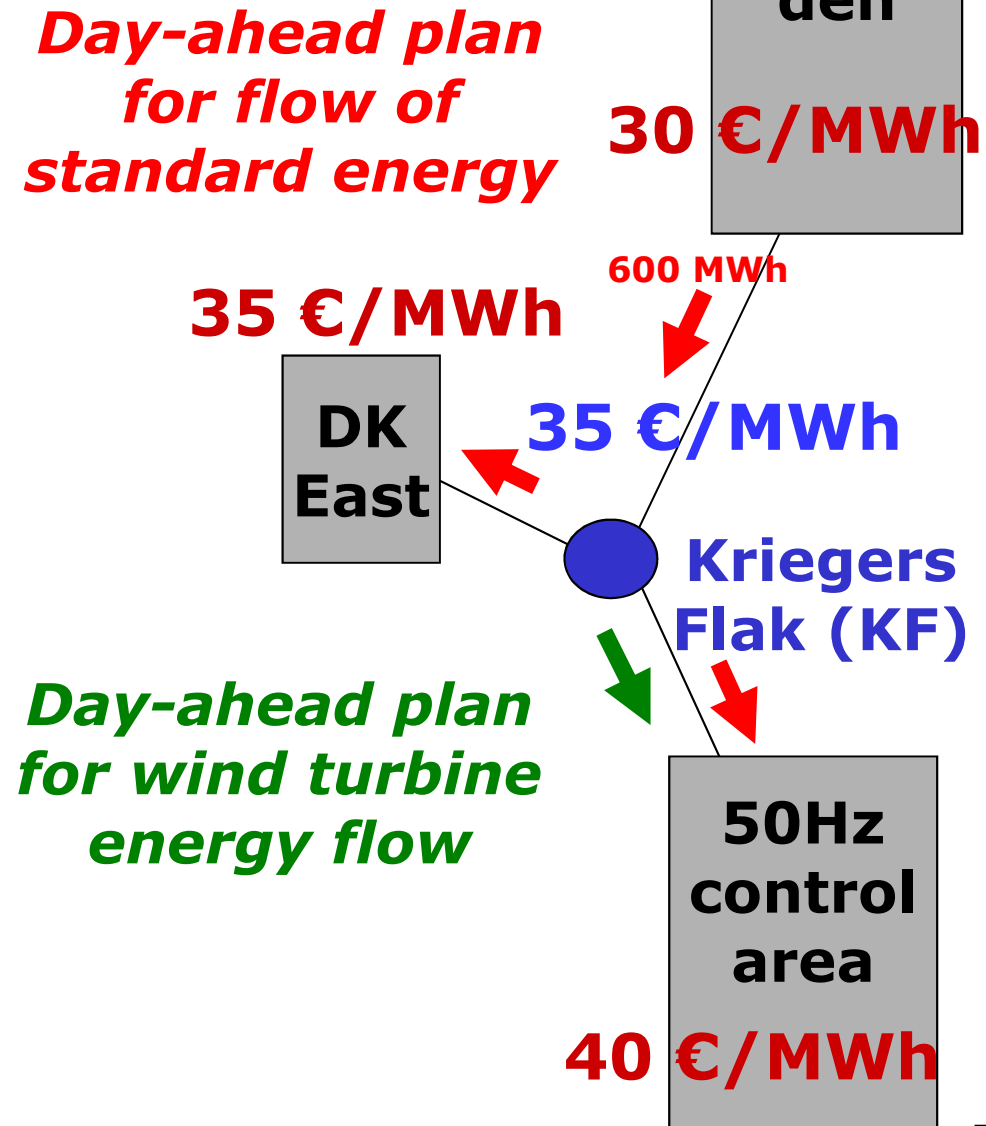 den
Day-ahead plan
for flow of
standard energy
30 €/MWh
600 MWh
35 €/MWh
DK
East
35 €/MWh
Kriegers
Flak (KF)
Day-ahead plan
for wind turbine
energy flow
50Hz
control
area
40 €/MWh